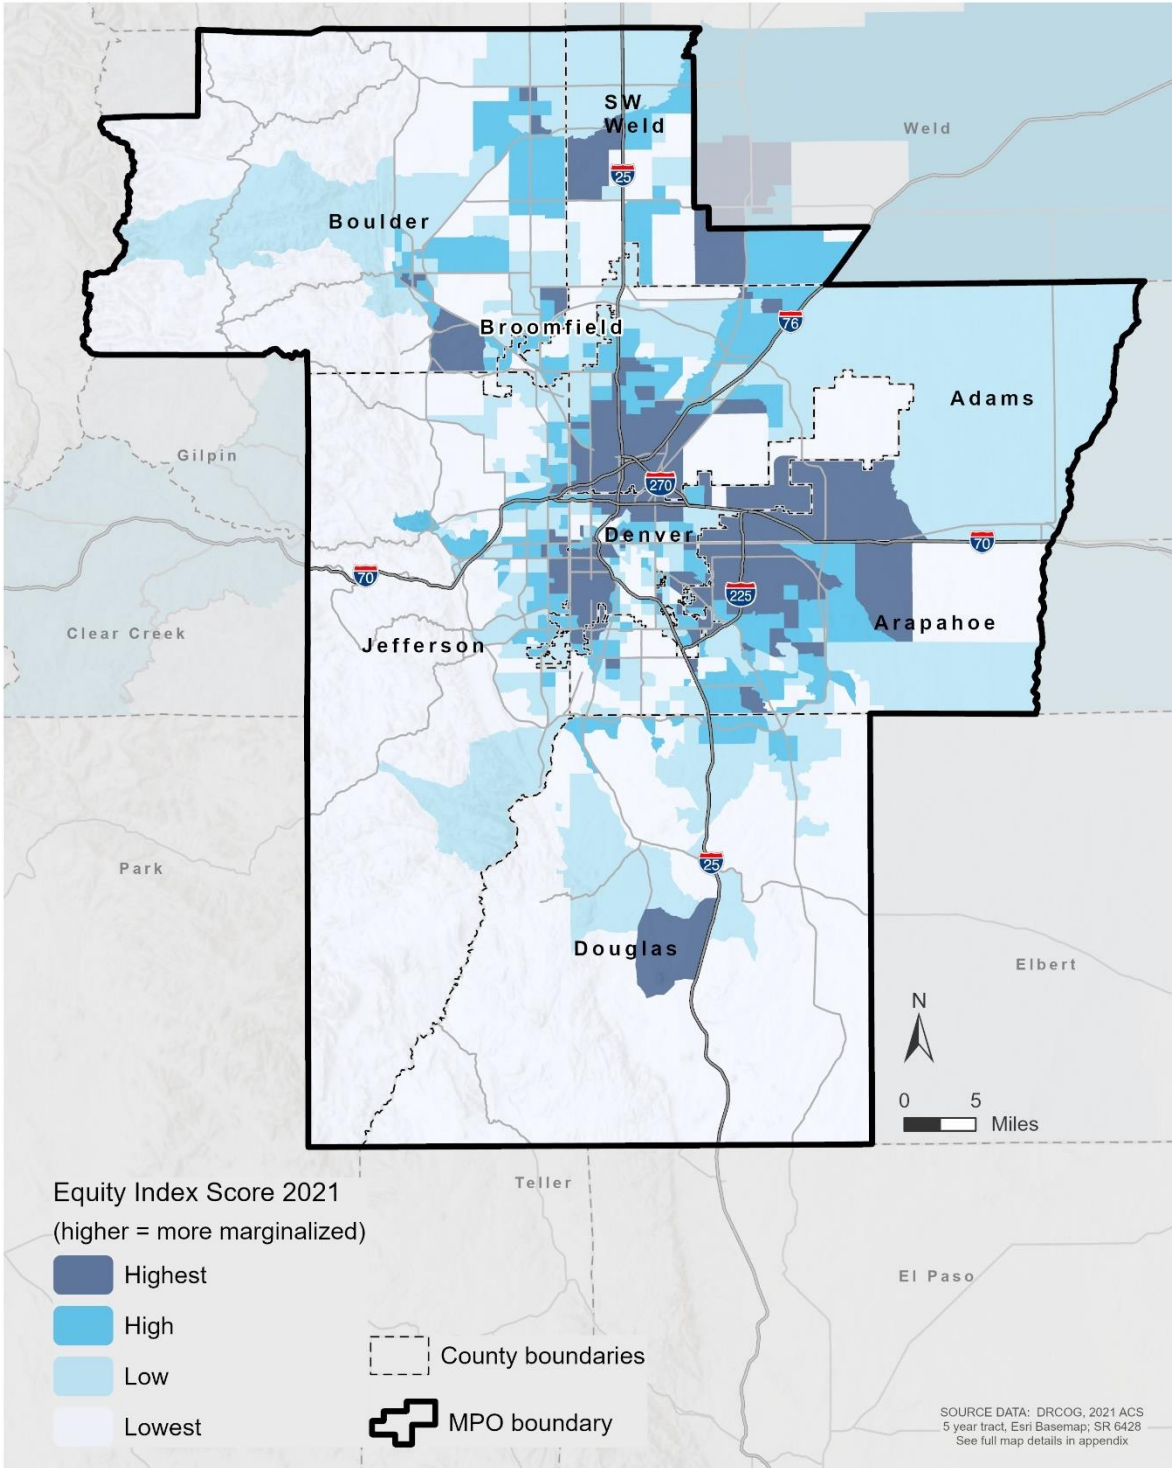 SW
Weld
Weld
25
Boulder
Broomfield
76
Adams
Gilpin
270
Denver
70
70
225
Clear Creek
Jefferson
Arapahoe
Park
25
Douglas
Elbert
N
0 5
Miles
Teller
Equity Index Score 2021
(higher = more marginalized)
Highest
High
Low
Lowest
County boundaries
MPO boundary
El Paso
SOURCE DATA: DRCOG, 2021 ACS
5 year tract, Esri Basemap; SR 6428
See full map details in appendix